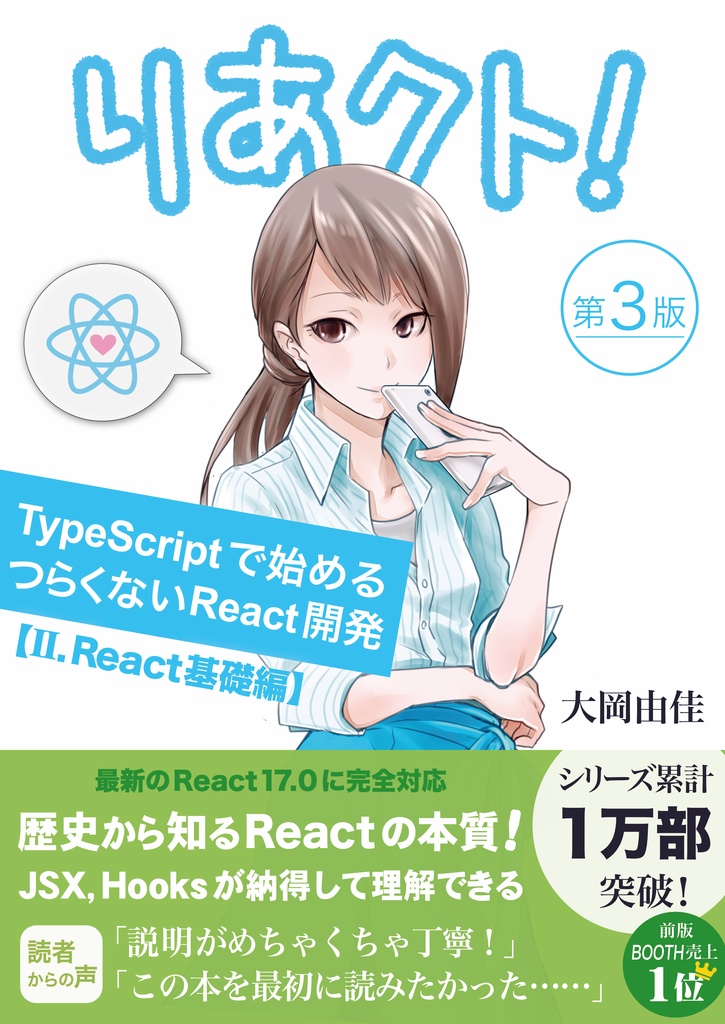 りあクト!
第3版
TypeScriptで始める
つらくないReact開発
【Ⅱ.React基礎編】
大岡由佳
最新のReact17.0に完全対応
歴史から知るReactの本質!
JSX,Hooksが納得して理解できる
シリーズ累計
1万部
突破!
読者
からの声
「説明がめちゃくちゃ丁寧!」
「この本を最初に読みたかった……」
前版
BOOTH売上
1位